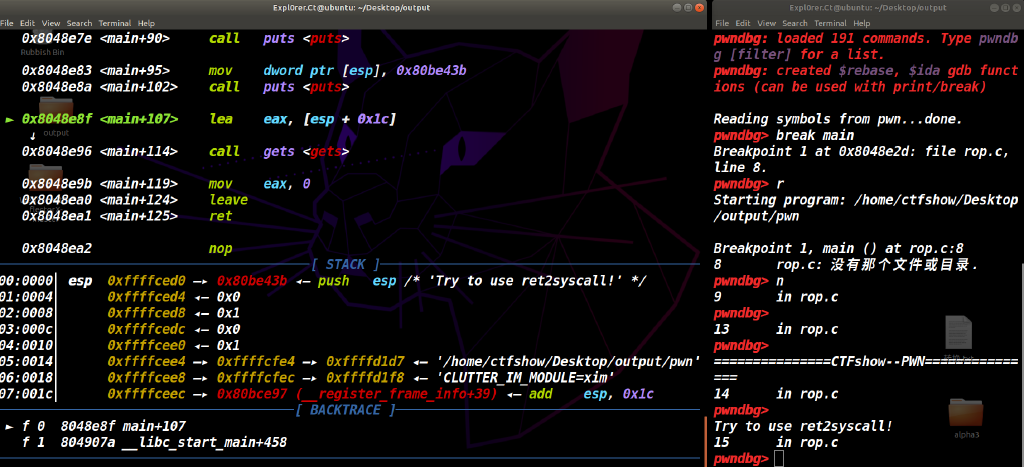 Expl0rer.Ct@ubuntu: ~/Desktop/output
File Edit View Search Terminal Help
0x8048e7e <main+90> call puts <puts>
Rubbish Bin
0x8048e83 <main+95> mov dword ptr [esp], 0x80be43b
0x8048e8a <main+102> call puts <puts>
► 0x8048e8f <main+107> lea eax, [esp + 0x1c]
output
↓
0x8048e96 <main+114> call gets <gets>
0x8048e9b <main+119> mov eax, 0
0x8048ea0 <main+124> leave
0x8048ea1 <main+125> ret
0x8048ea2 nop
[ STACK ]
00:0000│ esp 0xffffced0 —▸ 0x80be43b ◂— push esp /* 'Try to use ret2syscall!' */
01:0004│ 0xffffced4 ◂— 0x0
02:0008│ 0xffffced8 ◂— 0x1
03:000c│ 0xffffcedc ◂— 0x0
04:0010│ 0xffffcee0 ◂— 0x1
05:0014│ 0xffffcee4 —▸ 0xffffcfe4 —▸ 0xffffd1d7 ◂— '/home/ctfshow/Desktop/output/pwn'
06:0018│ 0xffffcee8 —▸ 0xffffcfec —▸ 0xffffd1f8 ◂— 'CLUTTER_IM_MODULE=xim'
07:001c│ 0xffffceec —▸ 0x80bce97 (__register_frame_info+39) ◂— add esp, 0x1c
[ BACKTRACE ]
► f 0 8048e8f main+107
f 1 804907a __libc_start_main+458
Expl0rer.Ct@ubuntu: ~/Desktop/output
File Edit View Search Terminal Help
pwndbg: loaded 191 commands. Type pwndb
g [filter] for a list.
pwndbg: created $rebase, $ida gdb funct
ions (can be used with print/break)
Reading symbols from pwn...done.
pwndbg> break main
Breakpoint 1 at 0x8048e2d: file rop.c,
line 8.
pwndbg> r
Starting program: /home/ctfshow/Desktop
/output/pwn
Breakpoint 1, main () at rop.c:8
8 rop.c: 没有那个文件或目录.
pwndbg> n
9 in rop.c
pwndbg>
13 in rop.c
pwndbg>
===============CTFshow--PWN=============
===
14 in rop.c
pwndbg>
Try to use ret2syscall!
15 in rop.c
pwndbg>
alpha3